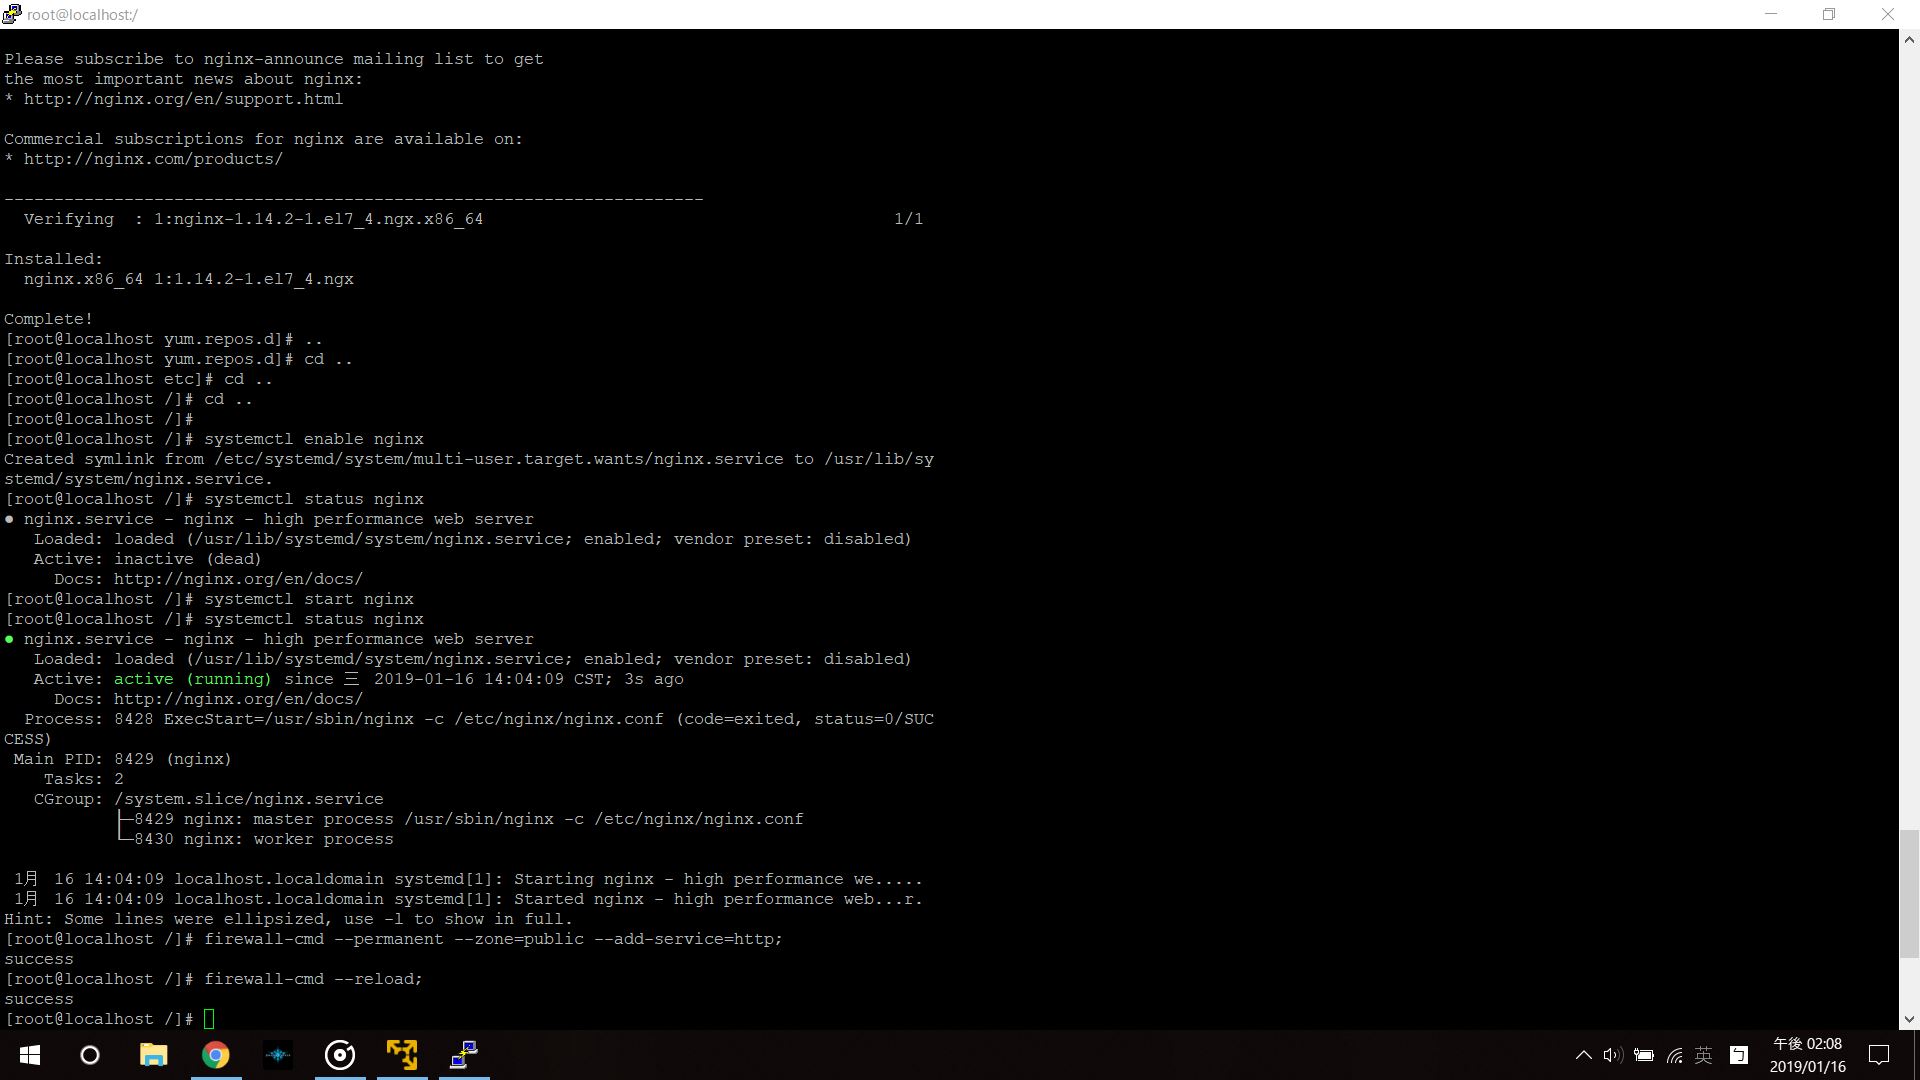 root@localhost:/
Please subscribe to nginx-announce mailing list to get
the most important news about nginx:
* http://nginx.org/en/support.html
Commercial subscriptions for nginx are available on:
* http://nginx.com/products/
----------------------------------------------------------------------
Verifying  : 1:nginx-1.14.2-1.el7_4.ngx.x86_64 1/1
Installed:
nginx.x86_64 1:1.14.2-1.el7_4.ngx
Complete!
[root@localhost yum.repos.d]# ..
[root@localhost yum.repos.d]# cd ..
[root@localhost etc]# cd ..
[root@localhost /]# cd ..
[root@localhost /]#
[root@localhost /]# systemctl enable nginx
Created symlink from /etc/systemd/system/multi-user.target.wants/nginx.service to /usr/lib/sy
stemd/system/nginx.service.
[root@localhost /]# systemctl status nginx
● nginx.service - nginx - high performance web server
Loaded: loaded (/usr/lib/systemd/system/nginx.service; enabled; vendor preset: disabled)
Active: inactive (dead)
Docs: http://nginx.org/en/docs/
[root@localhost /]# systemctl start nginx
[root@localhost /]# systemctl status nginx
● nginx.service - nginx - high performance web server
Loaded: loaded (/usr/lib/systemd/system/nginx.service; enabled; vendor preset: disabled)
Active: active (running) since 三 2019-01-16 14:04:09 CST; 3s ago
Docs: http://nginx.org/en/docs/
Process: 8428 ExecStart=/usr/sbin/nginx -c /etc/nginx/nginx.conf (code=exited, status=0/SUC
CESS)
Main PID: 8429 (nginx)
Tasks: 2
CGroup: /system.slice/nginx.service
├─8429 nginx: master process /usr/sbin/nginx -c /etc/nginx/nginx.conf
└─8430 nginx: worker process
1月 16 14:04:09 localhost.localdomain systemd[1]: Starting nginx - high performance we.....
1月 16 14:04:09 localhost.localdomain systemd[1]: Started nginx - high performance web...r.
Hint: Some lines were ellipsized, use -l to show in full.
[root@localhost /]# firewall-cmd --permanent --zone=public --add-service=http;
success
[root@localhost /]# firewall-cmd --reload;
success
[root@localhost /]#
英
ㄅ
午後 02:08
2019/01/16